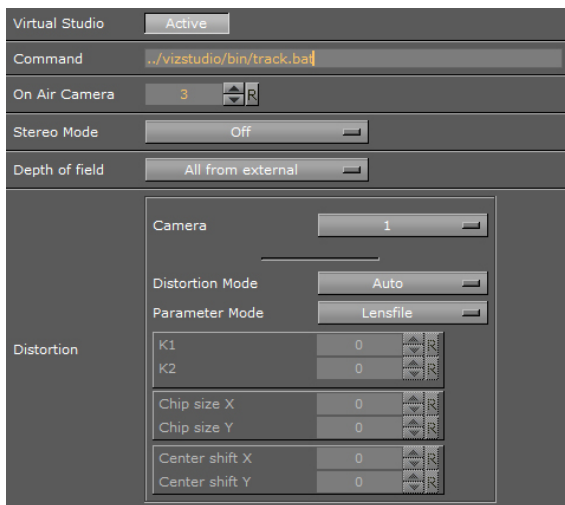 Virtual Studio Active
Command ../vizstudio/bin/track.bat
On Air Camera 3 R
Stereo Mode Off
Depth of field All from external
Camera 1
Distortion Mode Auto
Parameter Mode Lensfile
Distortion
K1 0 R
K2 0 R
Chip size X 0 R
Chip size Y 0 R
Center shift X 0 R
Center shift Y 0 R